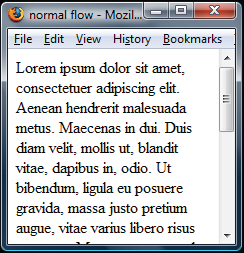 normal flow - Mozil...
File Edit View History Bookmarks
Lorem ipsum dolor sit amet,
consectetuer adipiscing elit.
Aenean hendrerit malesuada
metus. Maecenas in dui. Duis
diam velit, mollis ut, blandit
vitae, dapibus in, odio. Ut
bibendum, ligula eu posuere
gravida, massa justo pretium
augue, vitae varius libero risus